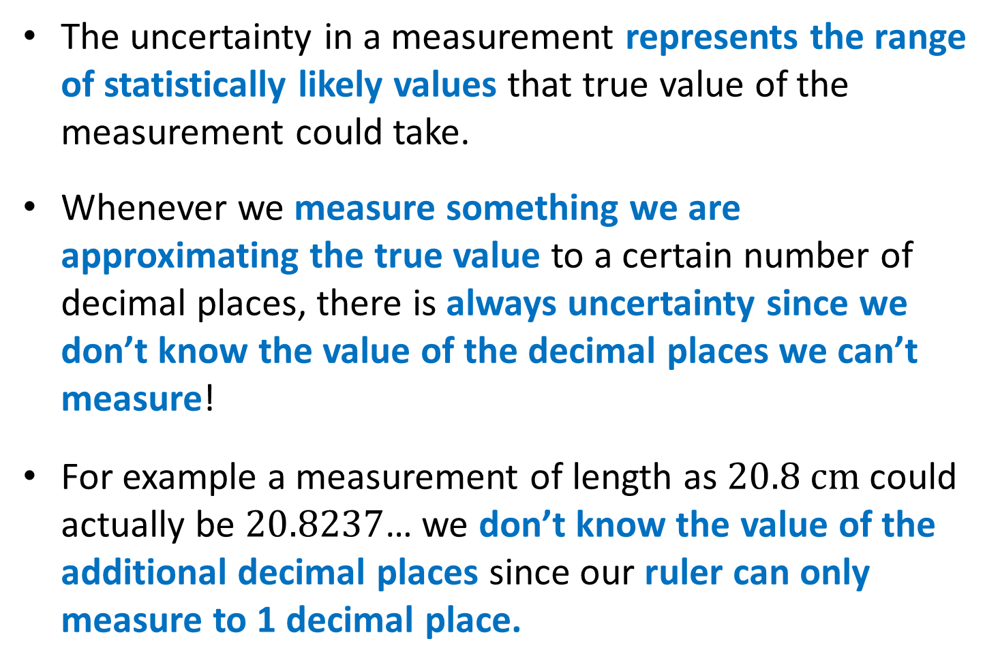 • The uncertainty in a measurement represents the range
of statistically likely values that true value of the
measurement could take.
• Whenever we measure something we are
approximating the true value to a certain number of
decimal places, there is always uncertainty since we
don’t know the value of the decimal places we can’t
measure!
• For example a measurement of length as 20.8 cm could
actually be 20.8237… we don’t know the value of the
additional decimal places since our ruler can only
measure to 1 decimal place.